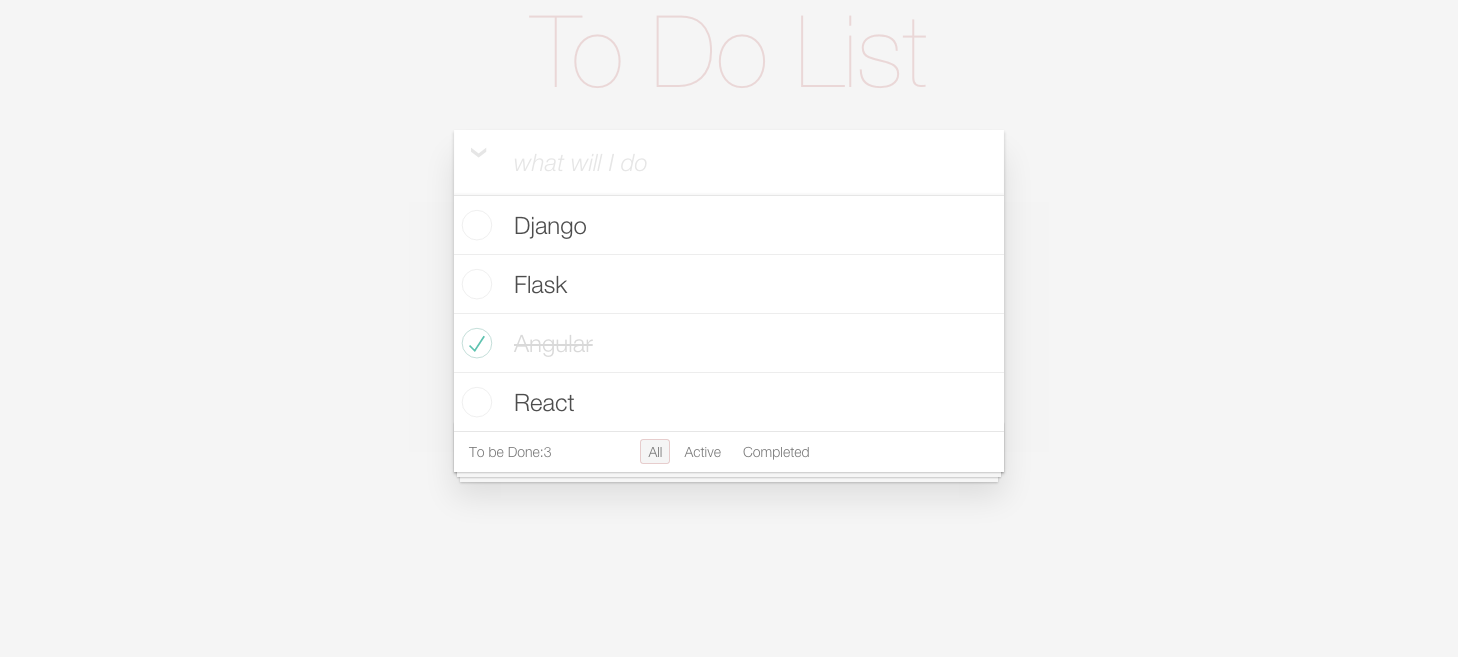 To Do List
what will I do
Django
Flask
Angular
React
To be Done:3 All Active Completed